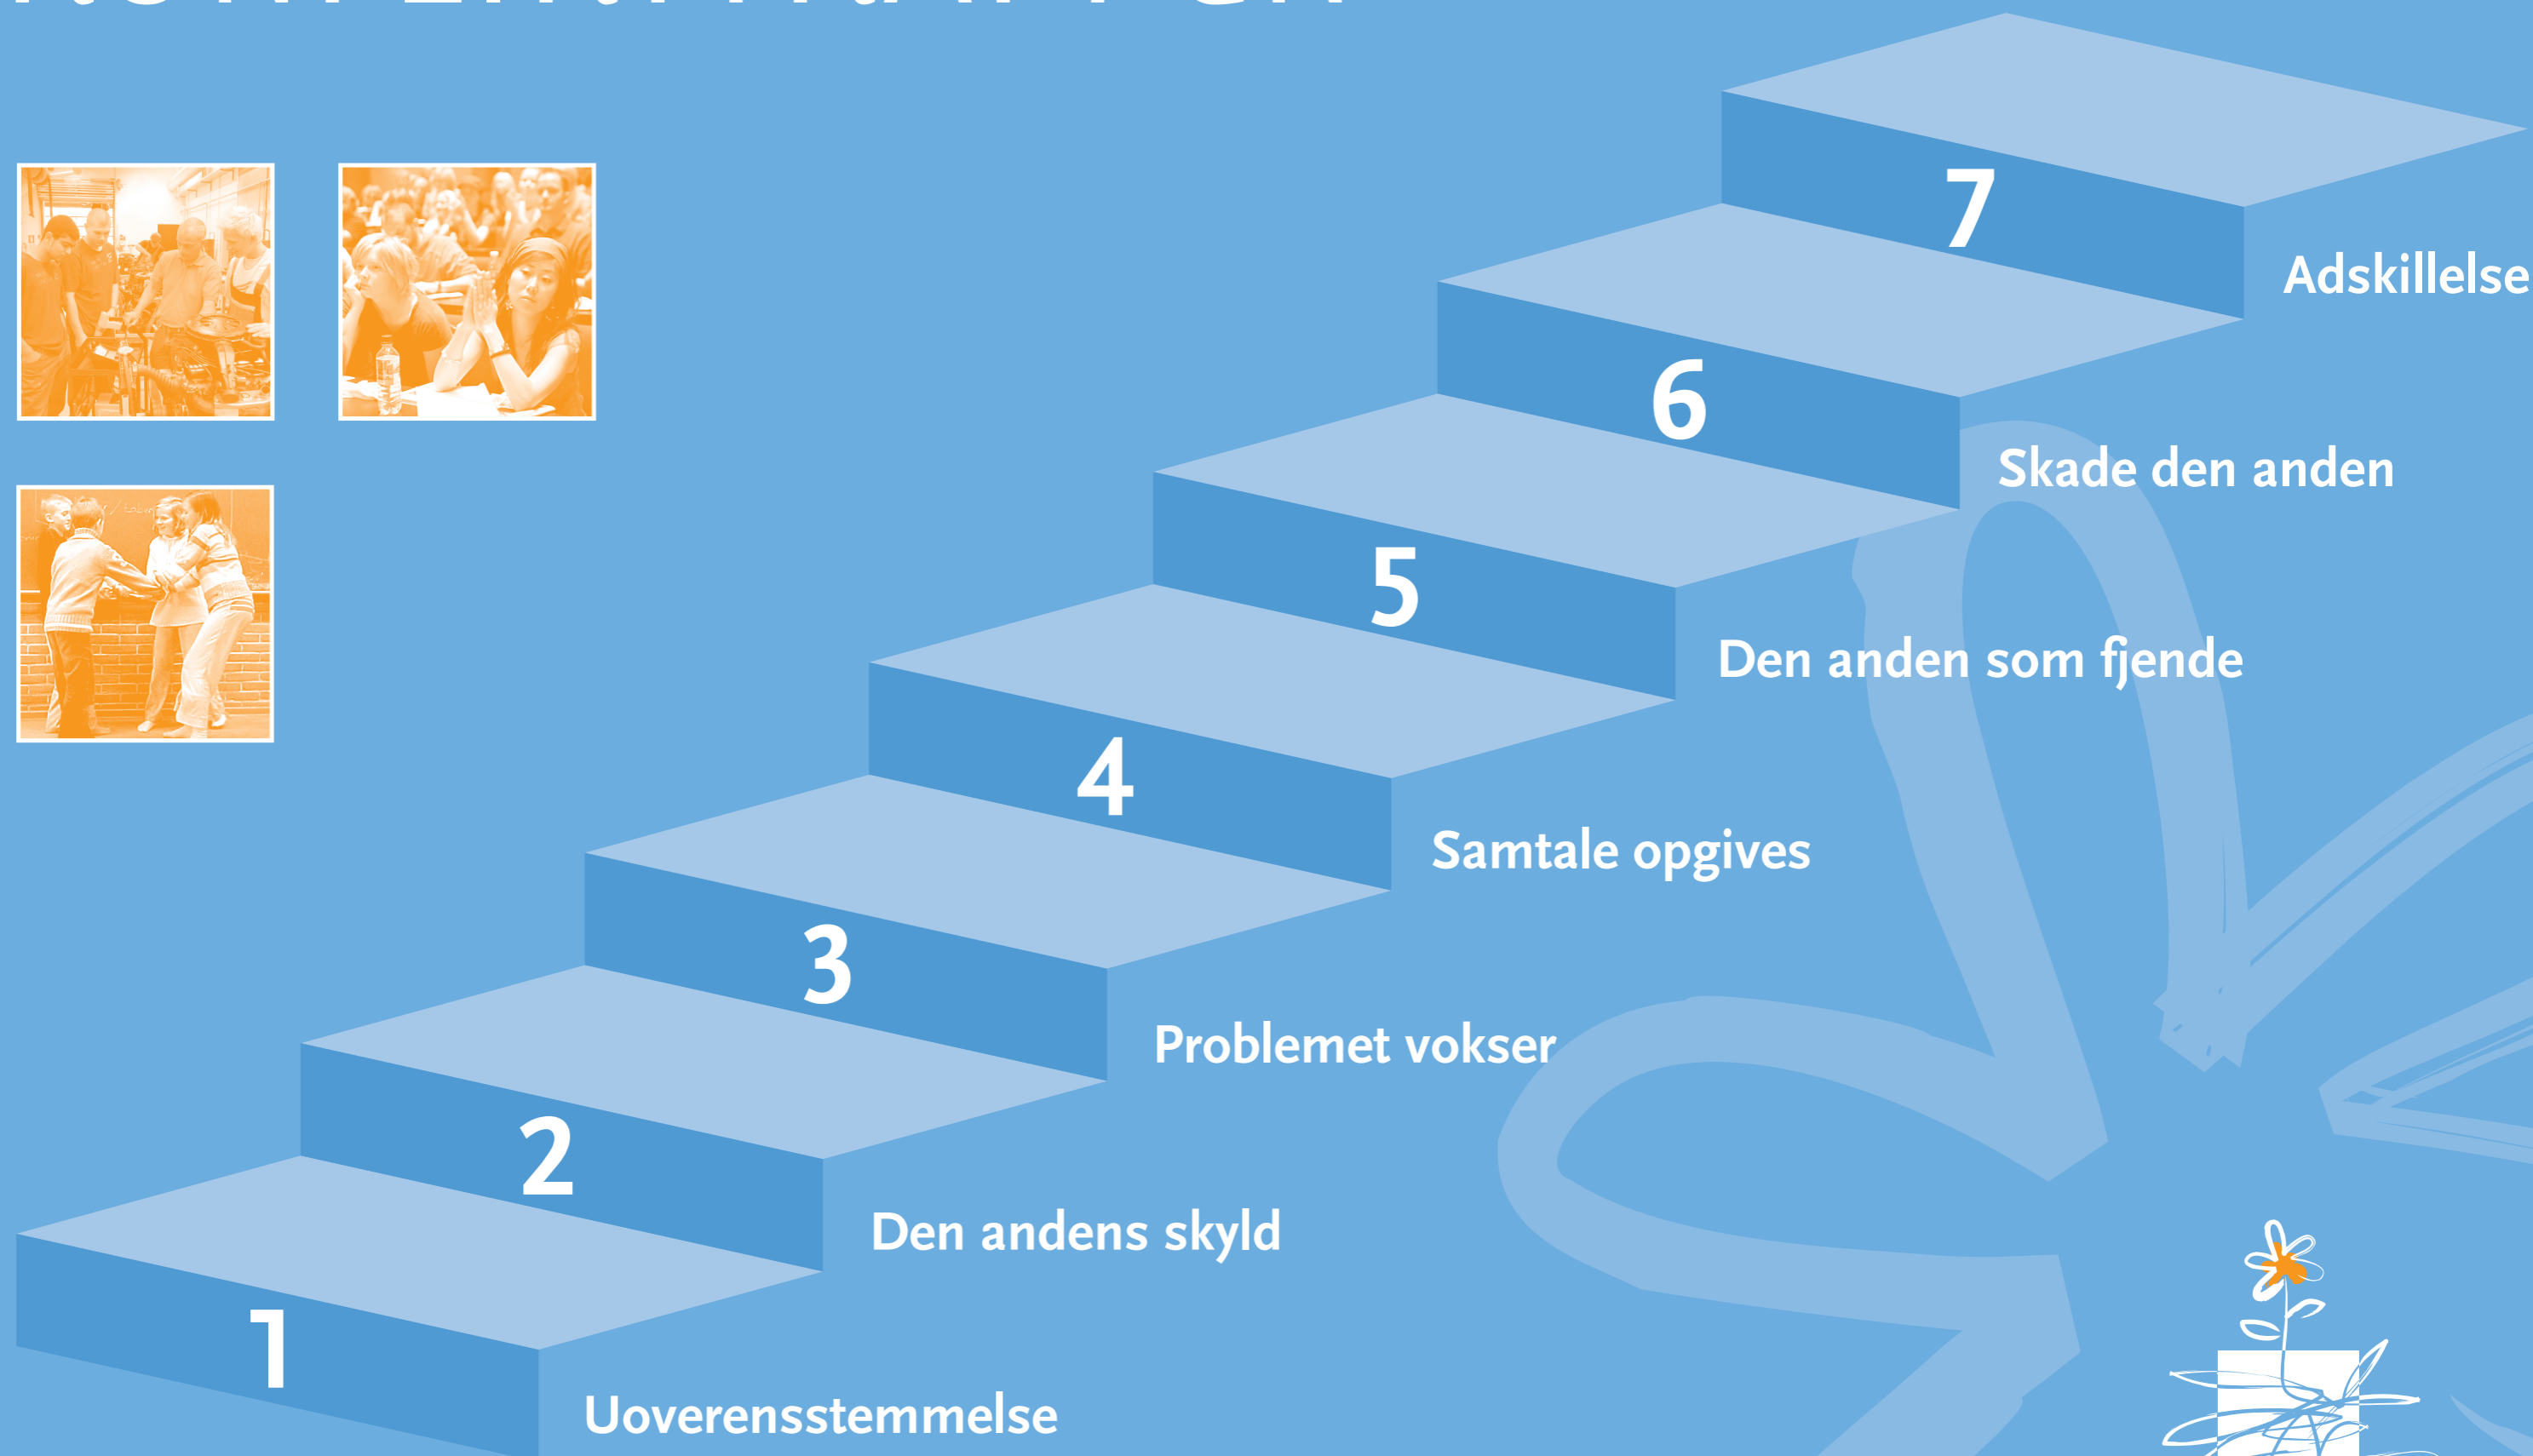 7
Adskillelse
6
Skade den anden
5
Den anden som fjende
4
Samtale opgives
3
Problemet vokser
2
Den andens skyld
1
Uoverensstemmelse